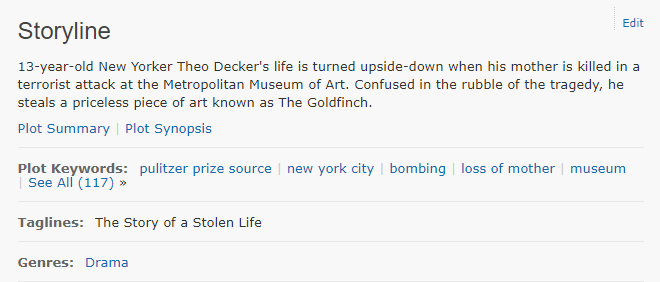 Storyline
Edit
13-year-old New Yorker Theo Decker's life is turned upside-down when his mother is killed in a
terrorist attack at the Metropolitan Museum of Art. Confused in the rubble of the tragedy, he
steals a priceless piece of art known as The Goldfinch.
Plot Summary | Plot Synopsis
Plot Keywords: pulitzer prize source | new york city | bombing | loss of mother | museum
| See All (117) »
Taglines: The Story of a Stolen Life
Genres: Drama